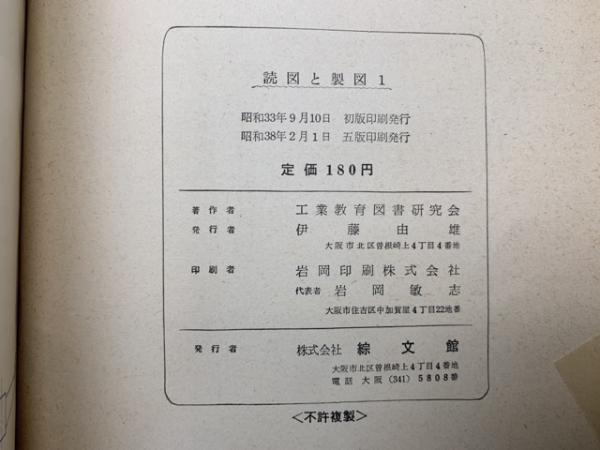 読図と製図1
昭和33年9月10日 初版印刷発行
昭和38年2月1日 五版印刷発行
定価180円
著作者 工業教育図書研究会
発行者 伊藤由雄
大阪市北区曽根崎上4丁目4番地
印刷者 岩岡印刷株式会社
代表者 岩岡敏志
大阪市住吉区中加賀屋4丁目22地番
発行者 株式会社 綜文館
大阪市北区曽根崎上4丁目4番地
電話 大阪 (341) 5808番
<不許複製>